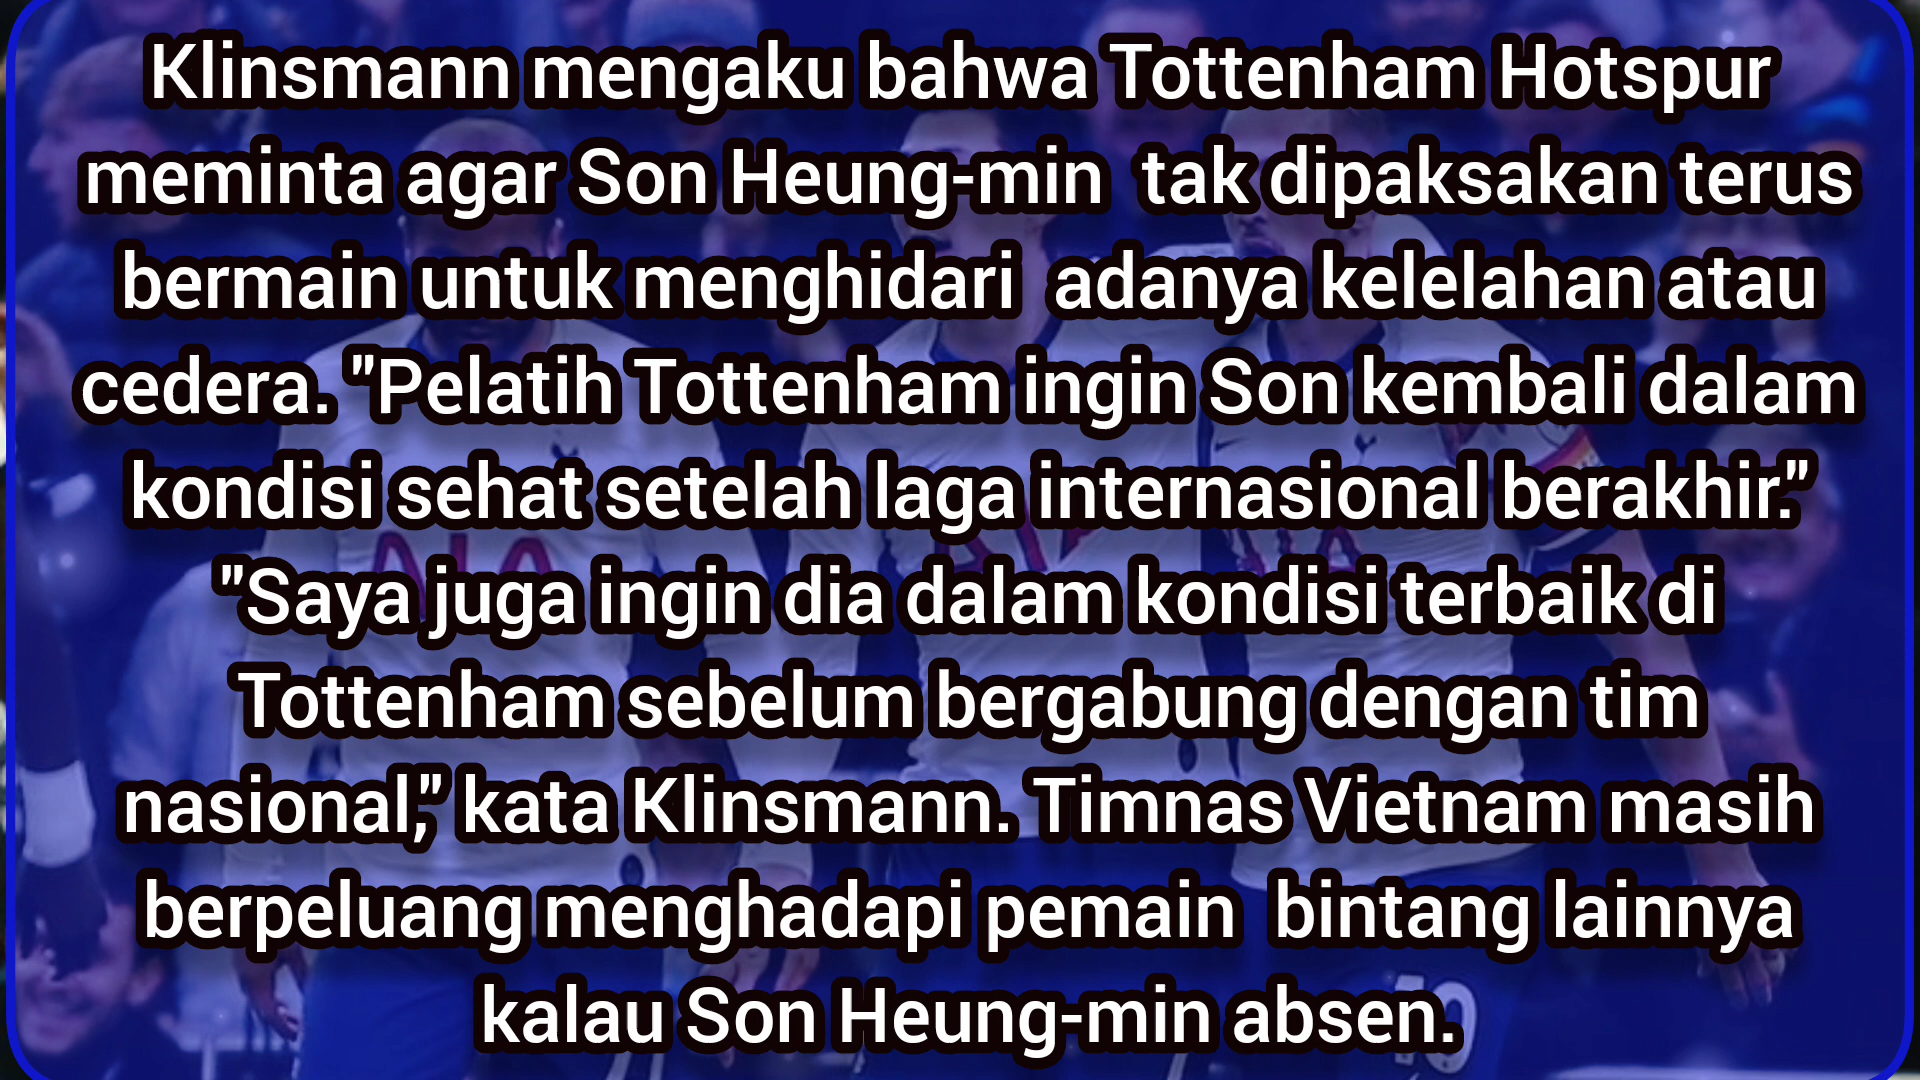 Klinsmann mengaku bahwa Tottenham Hotspur
meminta agar Son Heung-min tak dipaksakan terus
bermain untuk menghidari adanya kelelahan atau
cedera. "Pelatih Tottenham ingin Son kembali dalam
kondisi sehat setelah laga internasional berakhir."
"Saya juga ingin dia dalam kondisi terbaik di
Tottenham sebelum bergabung dengan tim
nasional," kata Klinsmann. Timnas Vietnam masih
berpeluang menghadapi pemain bintang lainnya
kalau Son Heung-min absen.